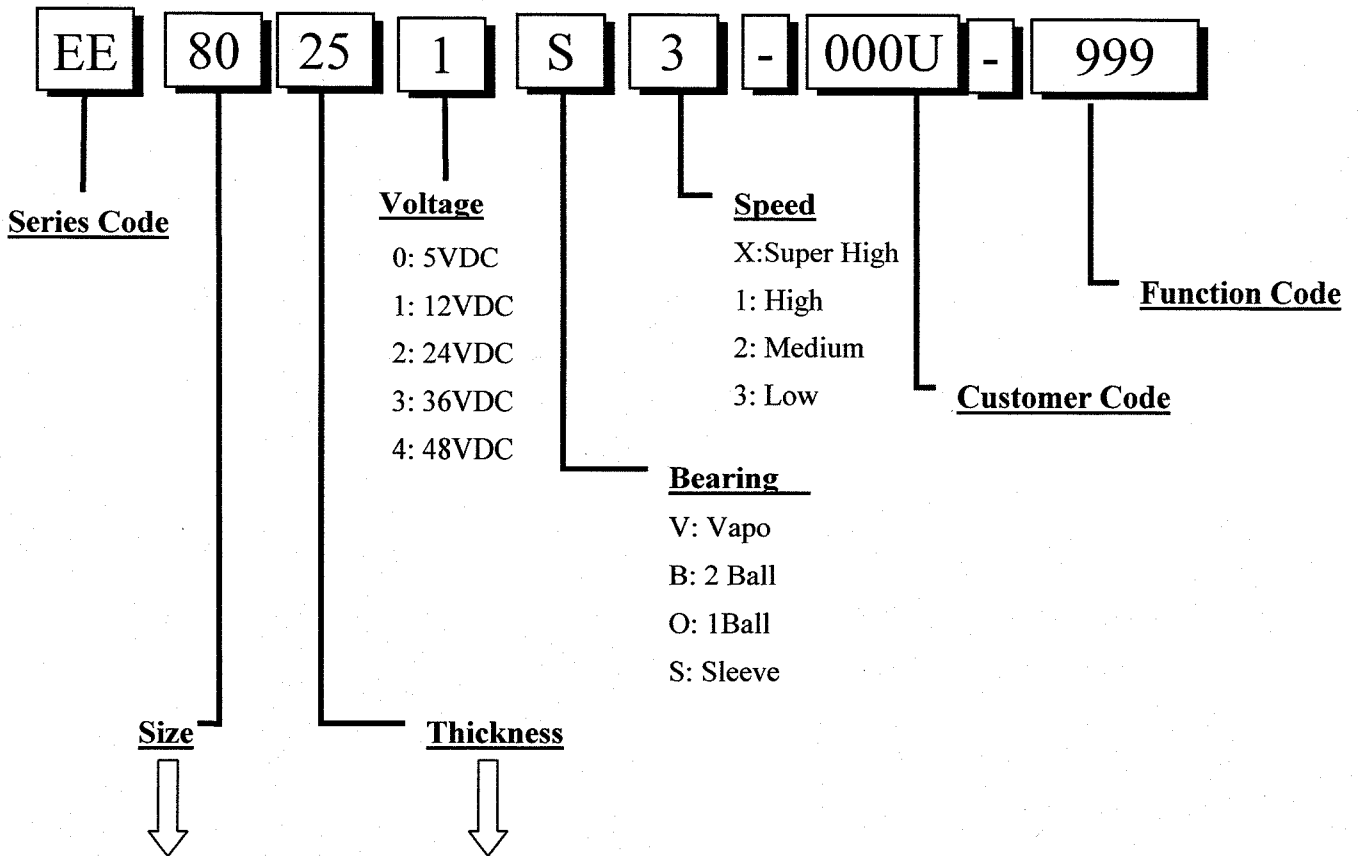 EE 80 25 1 S 3 - 000U - 999
Series Code
Voltage
0: 5VDC
1: 12VDC
2: 24VDC
3: 36VDC
4: 48VDC
Speed
X:Super High
1: High
2: Medium
3: Low
Function Code
Customer Code
Bearing
V: Vapo
B: 2 Ball
O: 1Ball
S: Sleeve
Size
Thickness